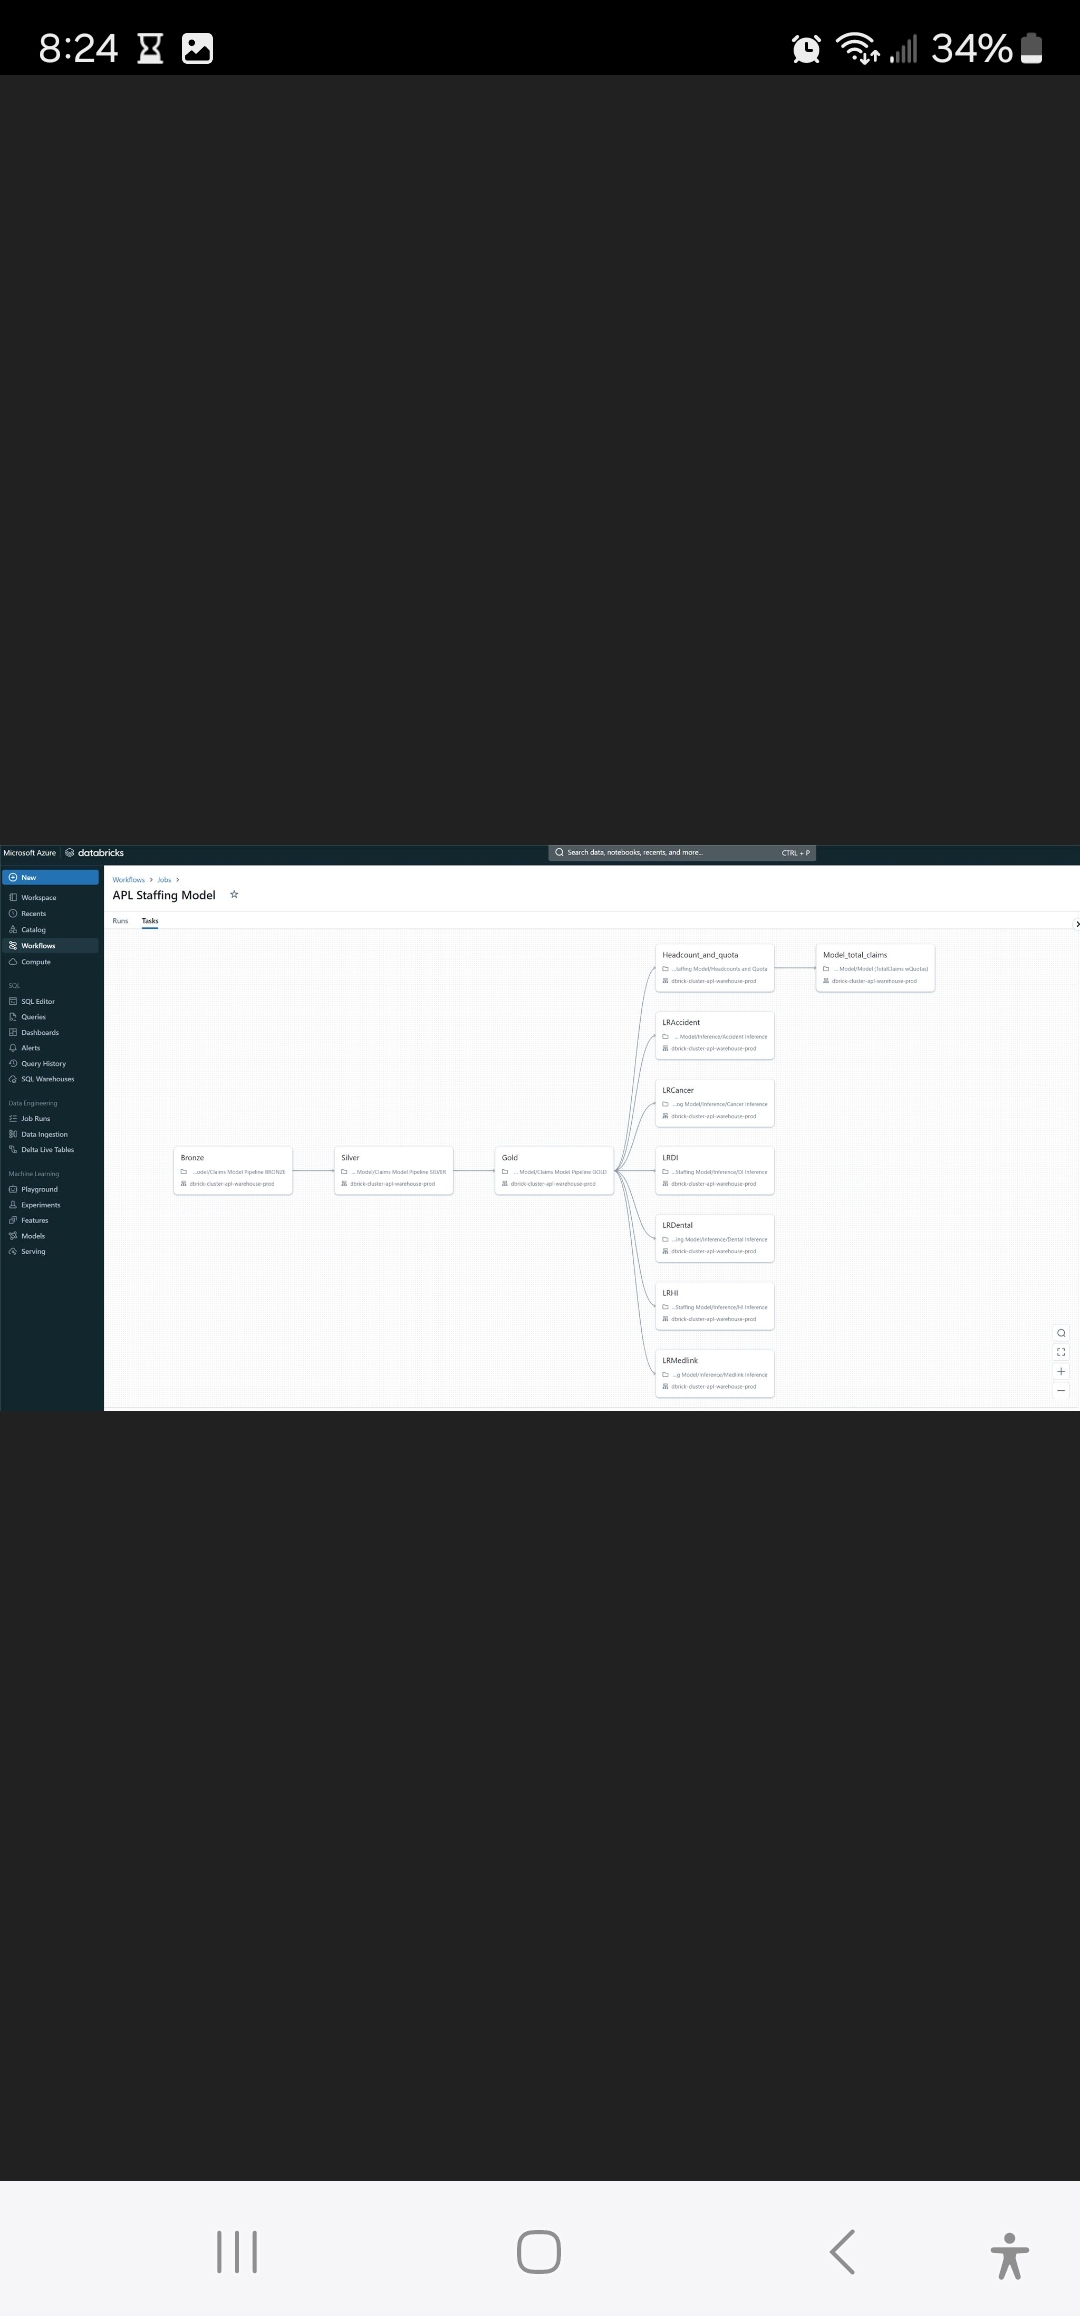 8:24
34%
Microsoft Azure databricks
Search data, notebooks, recents, and more... CTRL + P
New
Workspace
Recents
Catalog
Workflows
Compute
SQL
SQL Editor
Queries
Dashboards
Alerts
Query History
SQL Warehouses
Data Engineering
Job Runs
Data Ingestion
Delta Live Tables
Machine Learning
Playground
Experiments
Features
Models
Serving
Workflows > Jobs >
APL Staffing Model
Runs Tasks
Bronze
...odel/Claims Model Pipeline BRONZE
dbrick-cluster-apl-warehouse-prod
Silver
... Model/Claims Model Pipeline SILVER
dbrick-cluster-apl-warehouse-prod
Gold
... Model/Claims Model Pipeline GOLD
dbrick-cluster-apl-warehouse-prod
Headcount_and_quota
...taffing Model/Headcounts and Quota
dbrick-cluster-apl-warehouse-prod
Model_total_claims
... Model/Model (TotalClaims wQuotas)
dbrick-cluster-apl-warehouse-prod
LRAccident
... Model/Inference/Accident Inference
dbrick-cluster-apl-warehouse-prod
LRCancer
...ng Model/Inference/Cancer Inference
dbrick-cluster-apl-warehouse-prod
LRDI
...Staffing Model/Inference/DI Inference
dbrick-cluster-apl-warehouse-prod
LRDental
...ing Model/Inference/Dental Inference
dbrick-cluster-apl-warehouse-prod
LRHI
...Staffing Model/Inference/HI Inference
dbrick-cluster-apl-warehouse-prod
LRMedlink
...g Model/Inference/Medlink Inference
dbrick-cluster-apl-warehouse-prod